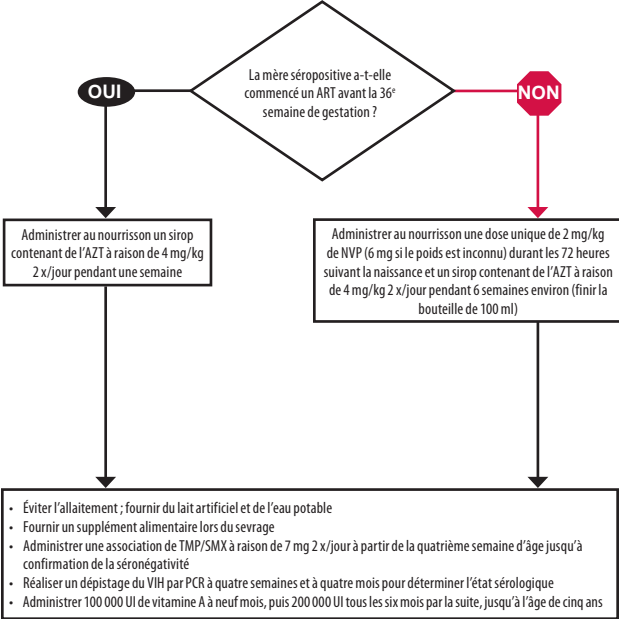 La mère séropositive a-t-elle
commencé un ART avant la 36e
semaine de gestation ?
OUI
NON
Administrer au nourrisson un sirop
contenant de l'AZT à raison de 4 mg/kg
2 x/jour pendant une semaine
Administrer au nourrisson une dose unique de 2 mg/kg
de NVP (6 mg si le poids est inconnu) durant les 72 heures
suivant la naissance et un sirop contenant de l'AZT à raison
de 4 mg/kg 2 x/jour pendant 6 semaines environ (finir la
bouteille de 100 ml)
• Éviter l'allaitement ; fournir du lait artificiel et de l'eau potable
• Fournir un supplément alimentaire lors du sevrage
• Administrer une association de TMP/SMX à raison de 7 mg 2 x/jour à partir de la quatrième semaine d'âge jusqu'à
confirmation de la séronégativité
• Réaliser un dépistage du VIH par PCR à quatre semaines et à quatre mois pour déterminer l'état sérologique
• Administrer 100 000 UI de vitamine A à neuf mois, puis 200 000 UI tous les six mois par la suite, jusqu'à l'âge de cinq ans